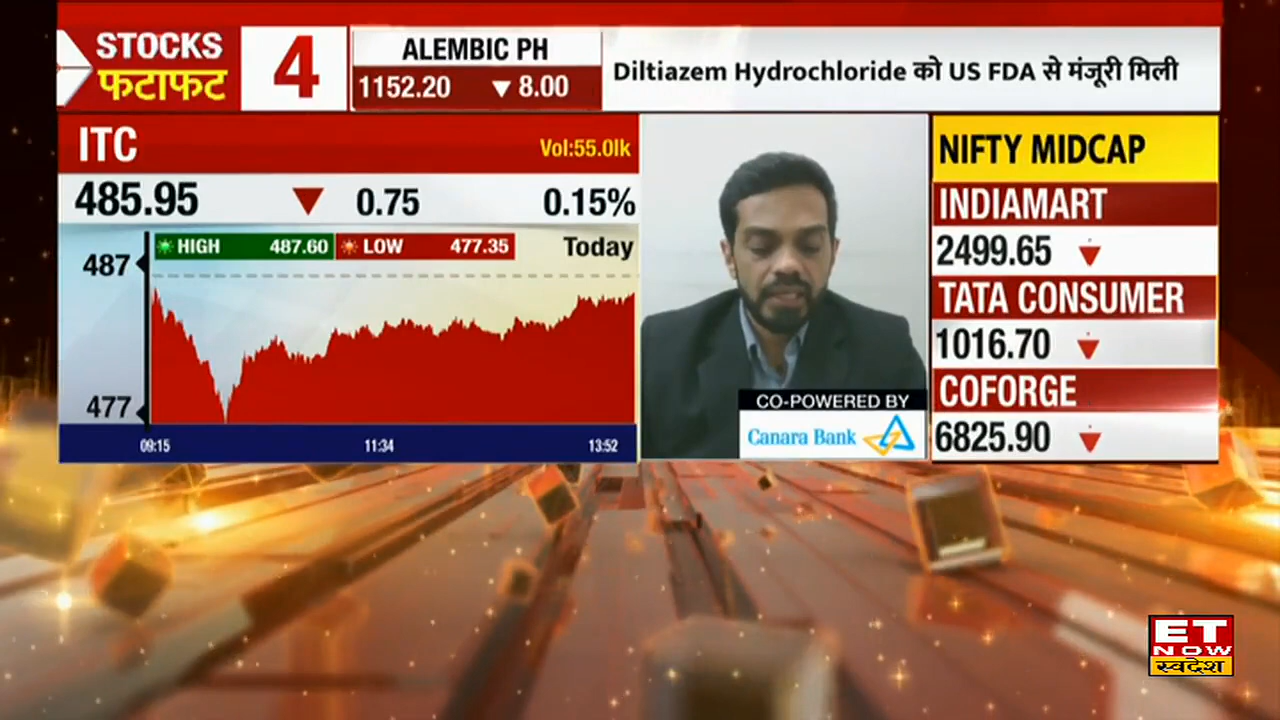 STOCKS
फटाफट
4
ALEMBIC PH
1152.20 ▼ 8.00
Diltiazem Hydrochloride को US FDA से मंजूरी मिली
ITC
Vol:55.0lk
485.95 ▼ 0.75 0.15%
HIGH 487.60 LOW 477.35 Today
487
477
09:15 11:34 13:52
CO-POWERED BY
Canara Bank
NIFTY MIDCAP
INDIAMART
2499.65 ▼
TATA CONSUMER
1016.70 ▼
COFORGE
6825.90 ▼
ET
NOW
स्वदेश